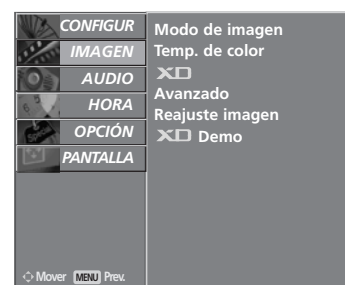 CONFIGUR
IMAGEN
AUDIO
HORA
OPCIÓN
PANTALLA
Modo de imagen
Temp. de color
XD
Avanzado
Reajuste imagen
XD Demo
Mover MENU Prev.